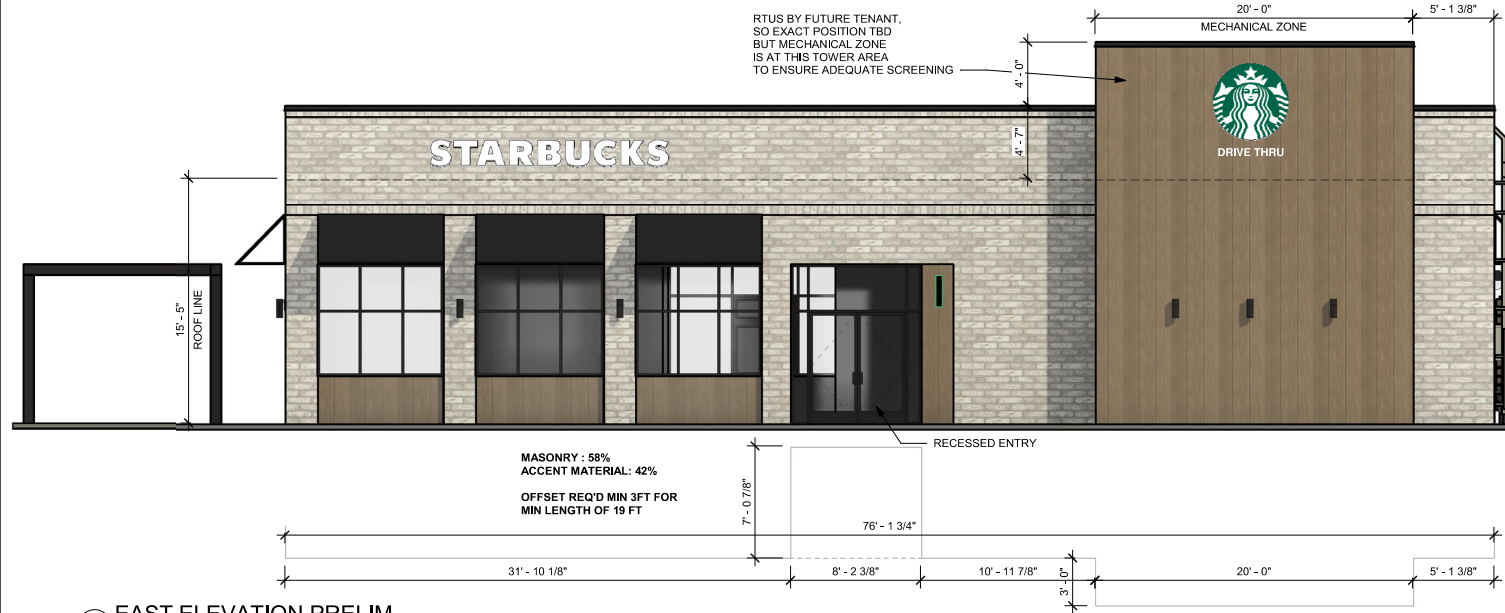 RTUS BY FUTURE TENANT,
SO EXACT POSITION TBD
BUT MECHANICAL ZONE
IS AT THIS TOWER AREA
TO ENSURE ADEQUATE SCREENING
20' - 0"
5' - 1 3/8"
MECHANICAL ZONE
4' - 0"
4' - 7"
STARBUCKS
DRIVE THRU
15' - 5"
ROOF LINE
RECESSED ENTRY
MASONRY : 58%
ACCENT MATERIAL: 42%
OFFSET REQ'D MIN 3FT FOR
MIN LENGTH OF 19 FT
7' - 0 7/8"
76' - 1 3/4"
31' - 10 1/8"
8' - 2 3/8"
10' - 11 7/8"
3' - 0"
20' - 0"
5' - 1 3/8"
EAST ELEVATION PRELIM